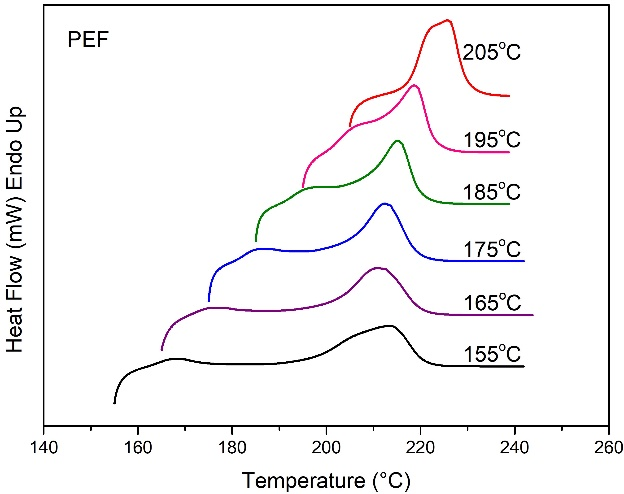 PEF
205°C
195°C
185°C
175°C
165°C
155°C
Heat Flow (mW) Endo Up
140 160 180 200 220 240 260
Temperature (°C)